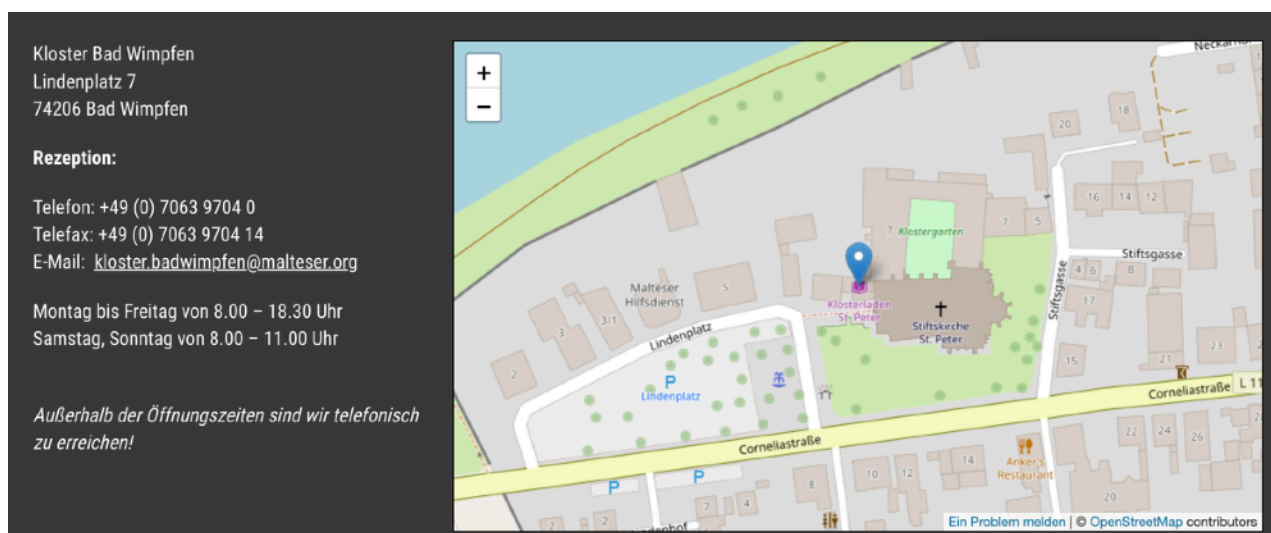 Kloster Bad Wimpfen
Lindenplatz 7
74206 Bad Wimpfen
Rezeption:
Telefon: +49 (0) 7063 9704 0
Telefax: +49 (0) 7063 9704 14
E-Mail: kloster.badwimpfen@malteser.org
Montag bis Freitag von 8.00 – 18.30 Uhr
Samstag, Sonntag von 8.00 – 11.00 Uhr
Außerhalb der Öffnungszeiten sind wir telefonisch
zu erreichen!
+
−
18
20
16
14
12
7
5
7
Klostergarten
Stiftsgasse
4
6
8
Malteser
Hilfsdienst
5
Klosterladen
St. Peter
Stiftskirche
St. Peter
Stiftsgasse
17
3
3/1
Lindenplatz
2
15
21
23
P
Lindenplatz
Corneliastraße
L 11
Corneliastraße
22
24
26
Anker's
Restaurant
14
12
10
8
P
P
7
4
2
2
20
Ein Problem melden | © OpenStreetMap contributors